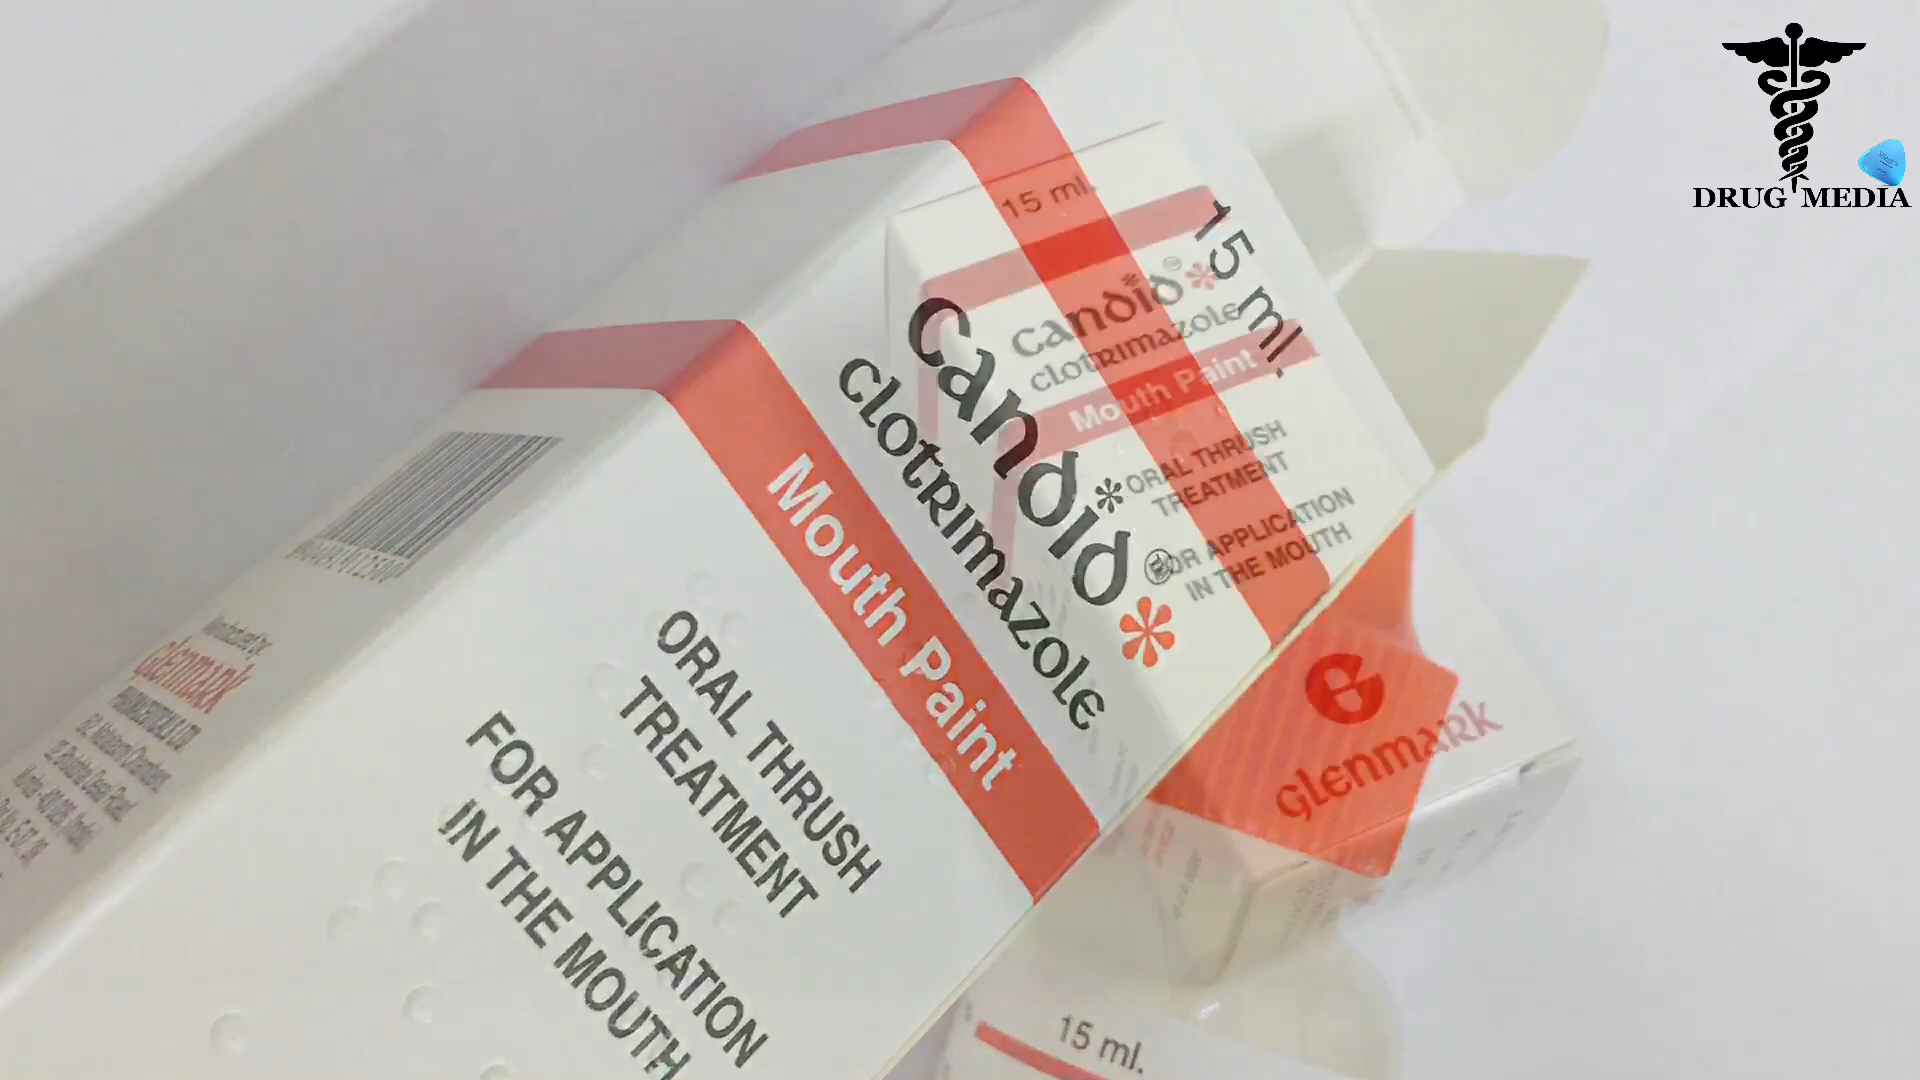 DRUG MEDIA
15 ml.
Candid*
clotrimazole
Mouth Paint
ORAL THRUSH
TREATMENT
FOR APPLICATION
IN THE MOUTH
15 ml.
Candid®*
clotrimazole
Mouth Paint
ORAL THRUSH
TREATMENT
FOR APPLICATION
IN THE MOUTH
glenmark
glenmark
15 ml.